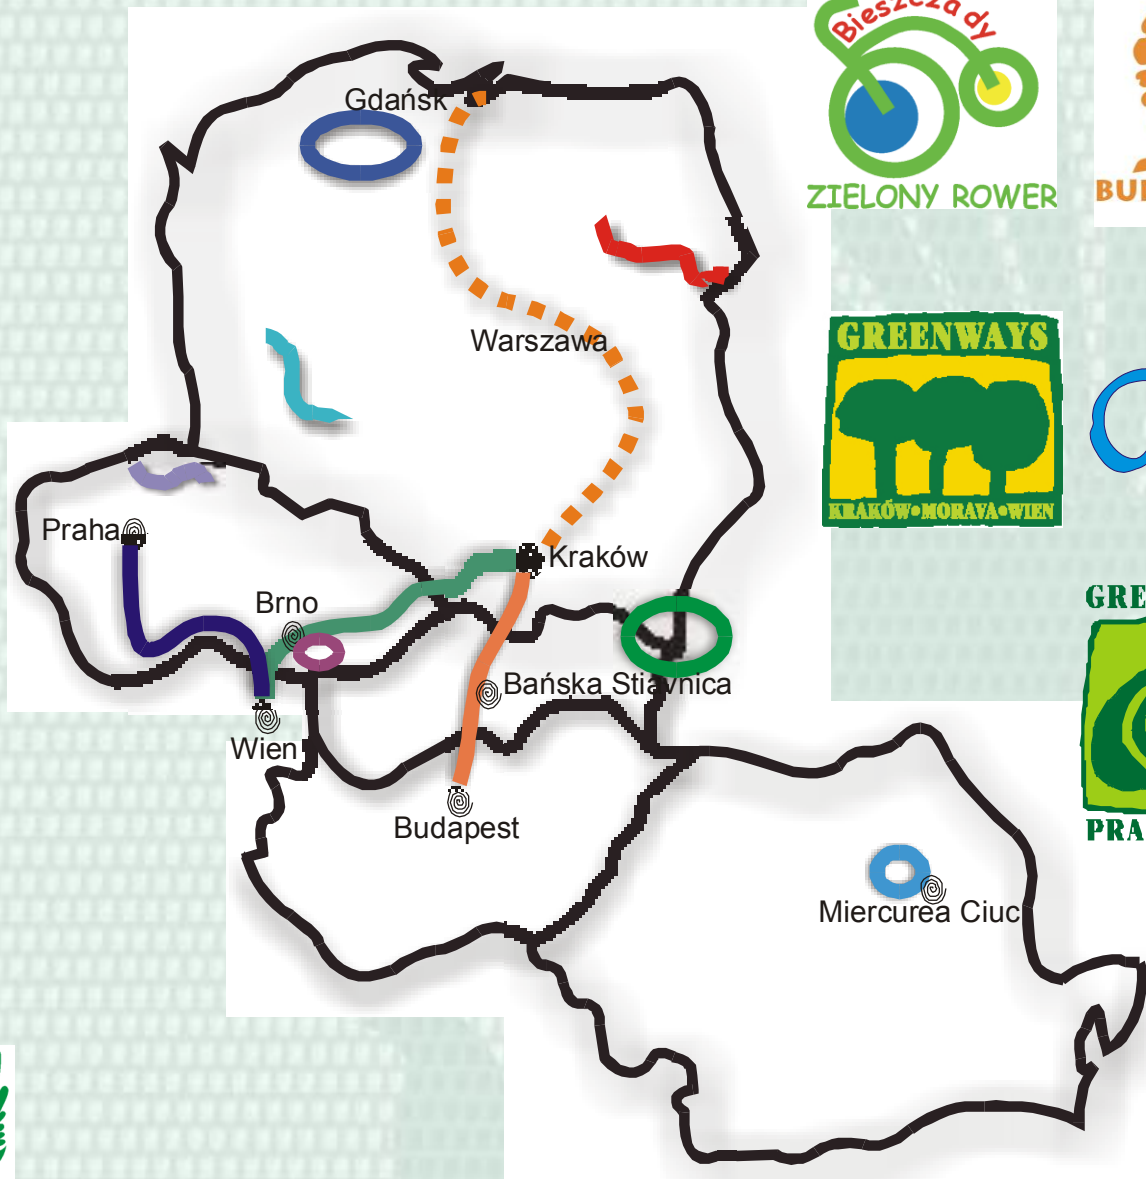 Bieszczady
ZIELONY ROWER
BU
Gdańsk
Warszawa
GREENWAYS
KRAKÓW•MORAVA•WIEN
Praha
Kraków
Brno
GRE
Bańska Stiavnica
Wien
Budapest
PRA
Miercurea Ciuc